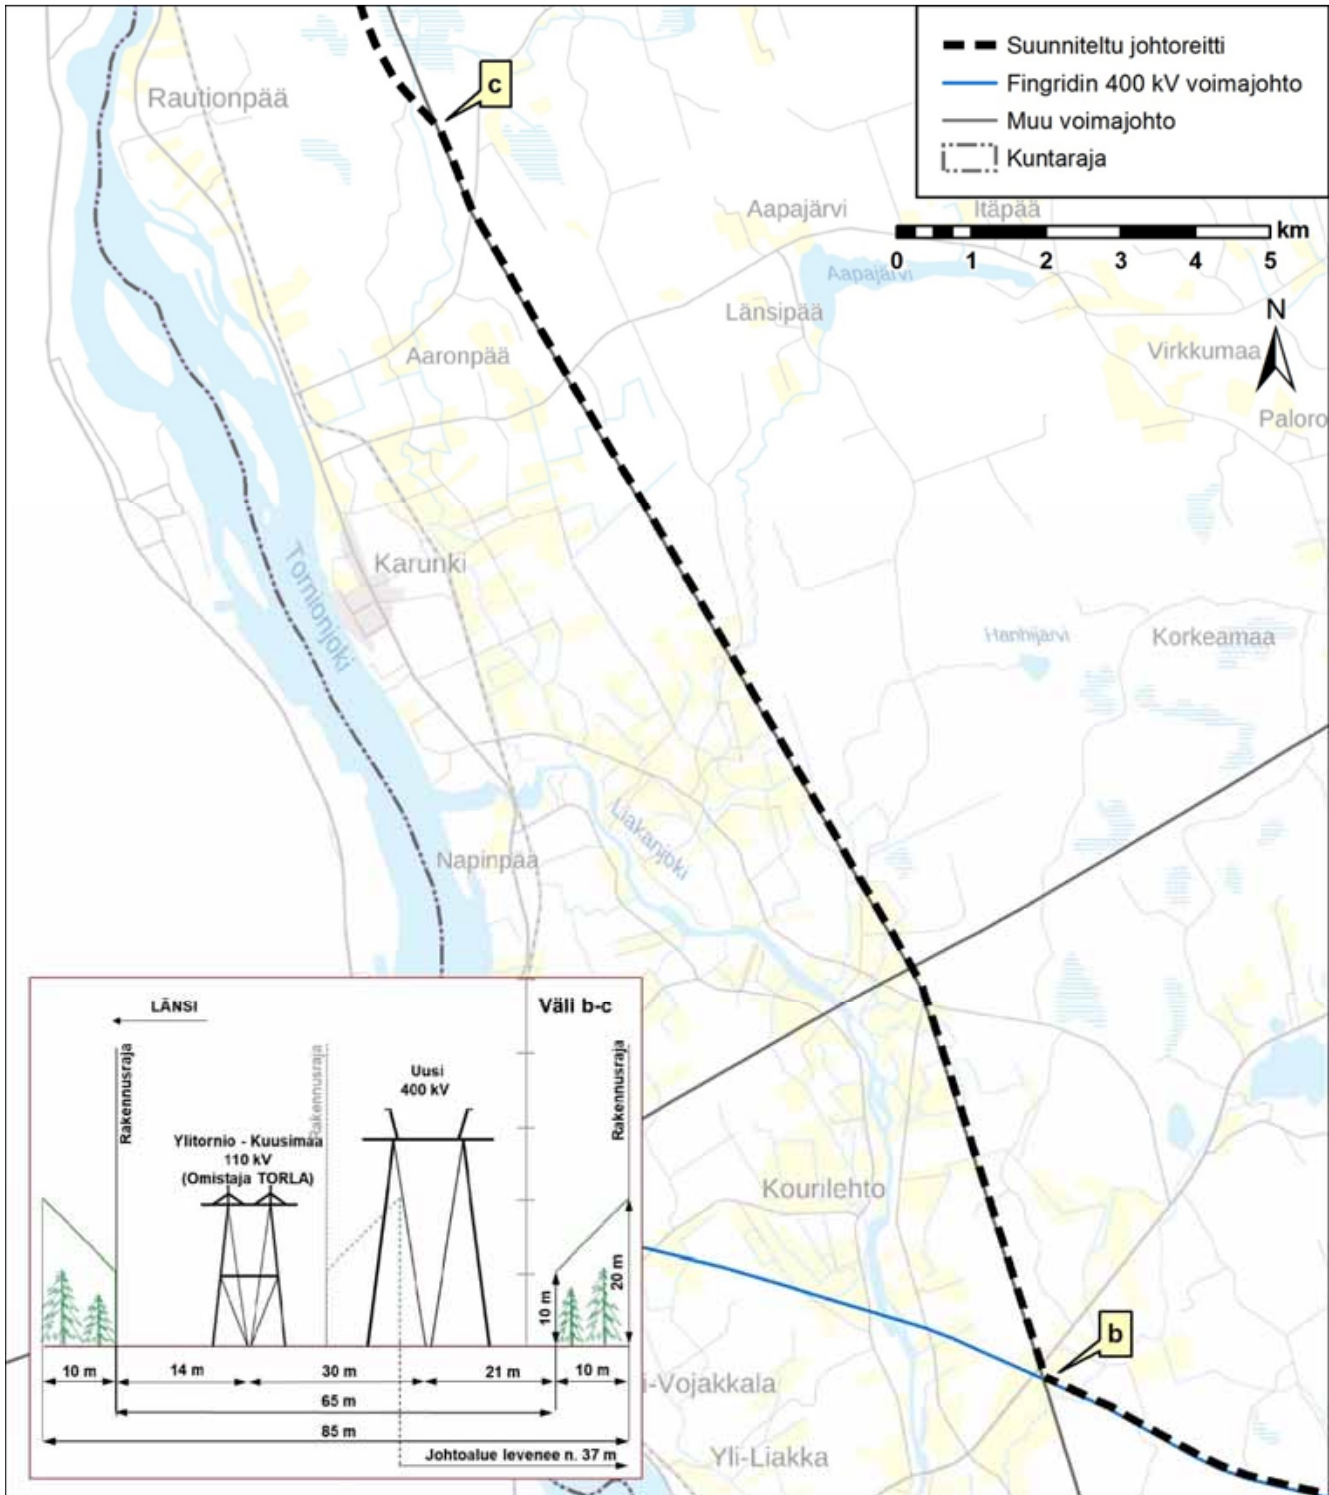 Suunniteltu johtoreitti
Fingridin 400 kV voimajohto
Muu voimajohto
Kuntaraja
km
0 1 2 3 4 5
N
c
Rautionpää
Aapajärvi
Itäpää
Aapajärvi
Länsipää
Virkkumaa
Aaronpää
Paloro
Karunki
Tornionjoki
Hanhijärvi
Korkeamaa
Liakanjoki
Napinpää
Kourilehto
b
i-Vojakkala
Yli-Liakka
LÄNSI
Väli b-c
Rakennusraja
Rakennusraja
Rakennusraja
Uusi
400 kV
Ylitornio - Kuusimaa
110 kV
(Omistaja TORLA)
20 m
10 m
10 m
14 m
30 m
21 m
10 m
65 m
85 m
Johtoalue levenee n. 37 m